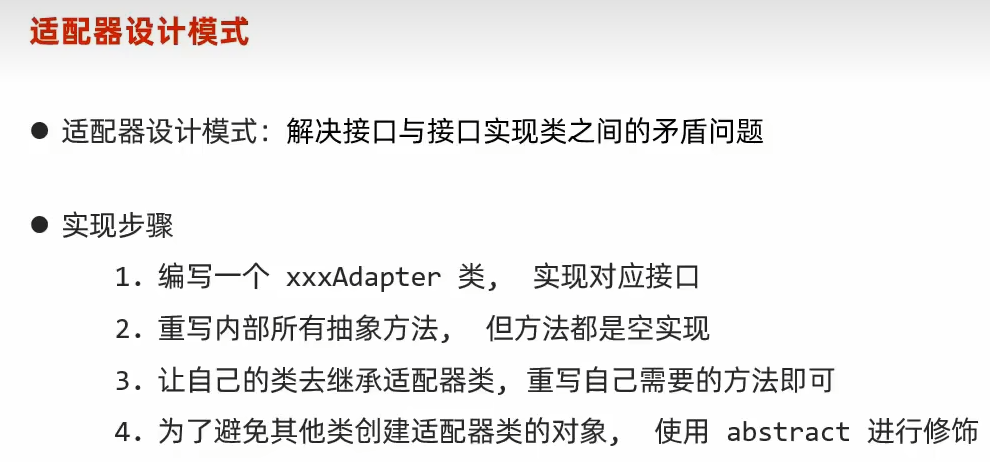 适配器设计模式
● 适配器设计模式：解决接口与接口实现类之间的矛盾问题
● 实现步骤
1. 编写一个 xxxAdapter 类， 实现对应接口
2. 重写内部所有抽象方法， 但方法都是空实现
3. 让自己的类去继承适配器类，重写自己需要的方法即可
4. 为了避免其他类创建适配器类的对象， 使用 abstract 进行修饰